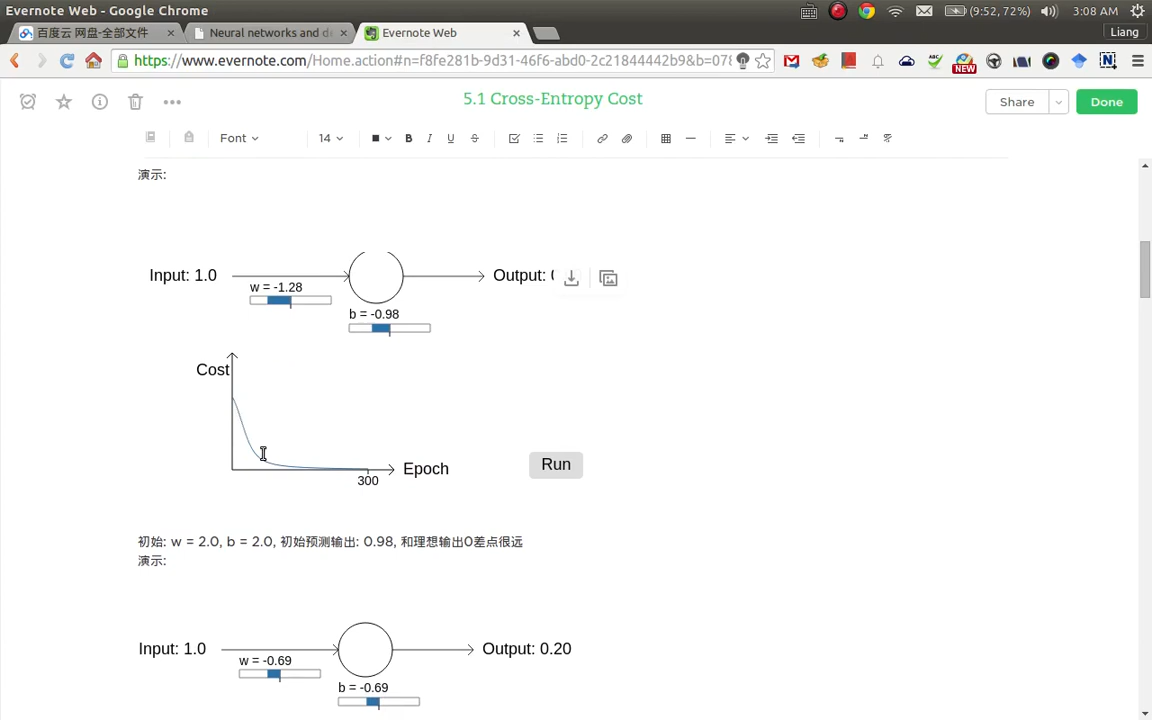 Evernote Web - Google Chrome
(9:52, 72%)
3:08 AM
百度云 网盘-全部文件
Neural networks and d
Evernote Web
Liang
https://www.evernote.com/Home.action#n=f8fe281b-9d31-46f6-abd0-2c21844442b9&b=078
NEW
5.1 Cross-Entropy Cost
Share
Done
Font
14
B I U
演示:
Input: 1.0
Output: 0
w = -1.28
b = -0.98
Cost
Epoch
300
Run
初始: w = 2.0, b = 2.0, 初始预测输出: 0.98, 和理想输出0差点很远
演示:
Input: 1.0
Output: 0.20
w = -0.69
b = -0.69